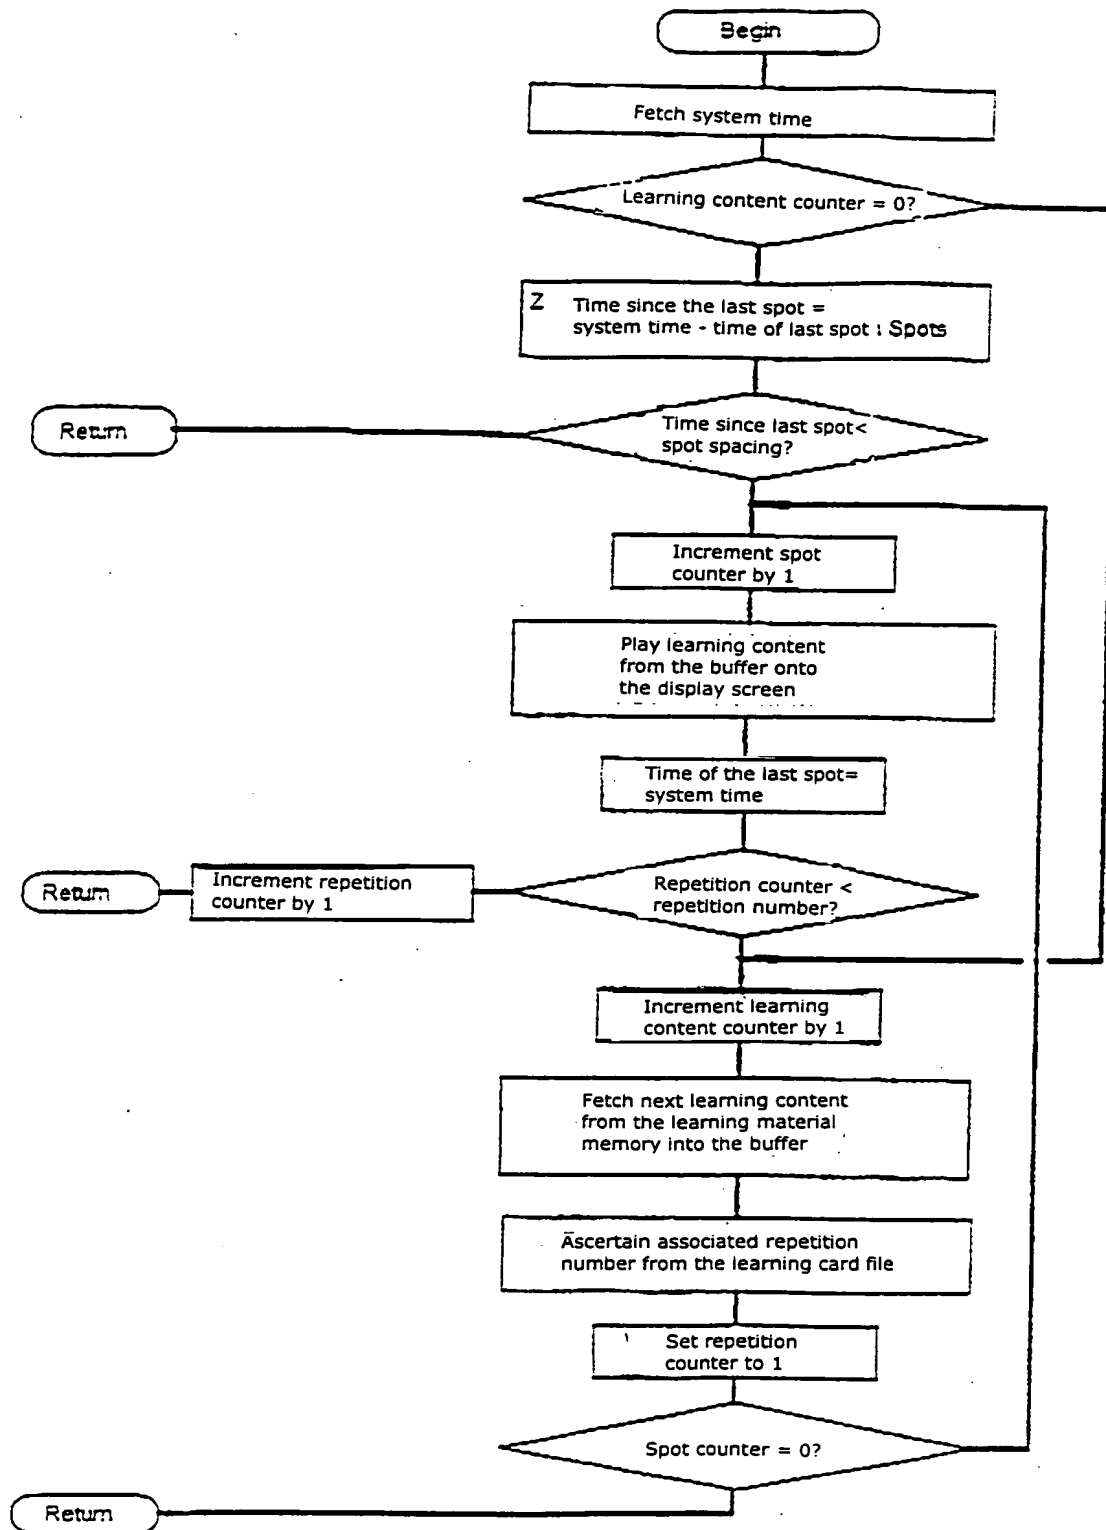 Begin
Fetch system time
Learning content counter = 0?
Z Time since the last spot =
system time - time of last spot : Spots
Return
Time since last spot<
spot spacing?
Increment spot
counter by 1
Play learning content
from the buffer onto
the display screen
Time of the last spot=
system time
Return
Increment repetition
counter by 1
Repetition counter <
repetition number?
Increment learning
content counter by 1
Fetch next learning content
from the learning material
memory into the buffer
Ascertain associated repetition
number from the learning card file
Set repetition
counter to 1
Spot counter = 0?
Return